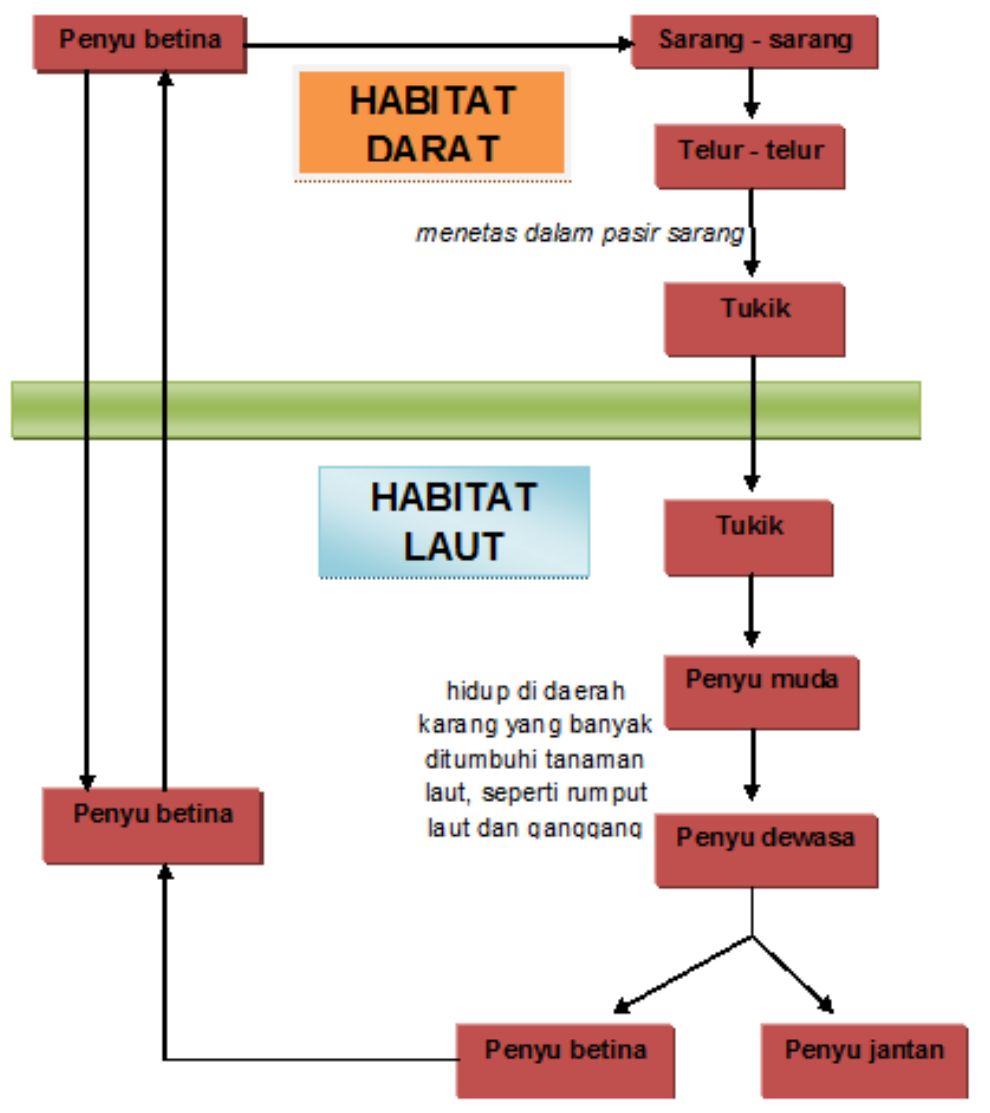 Penyu betina
Sarang - sarang
HABITAT
DARAT
Telur - telur
menetas dalam pasir sarang
Tukik
HABITAT
LAUT
Tukik
Penyu muda
hidup di daerah
karang yang banyak
ditumbuhi tanaman
laut, seperti rumput
laut dan ganggang
Penyu betina
Penyu dewasa
Penyu betina
Penyu jantan